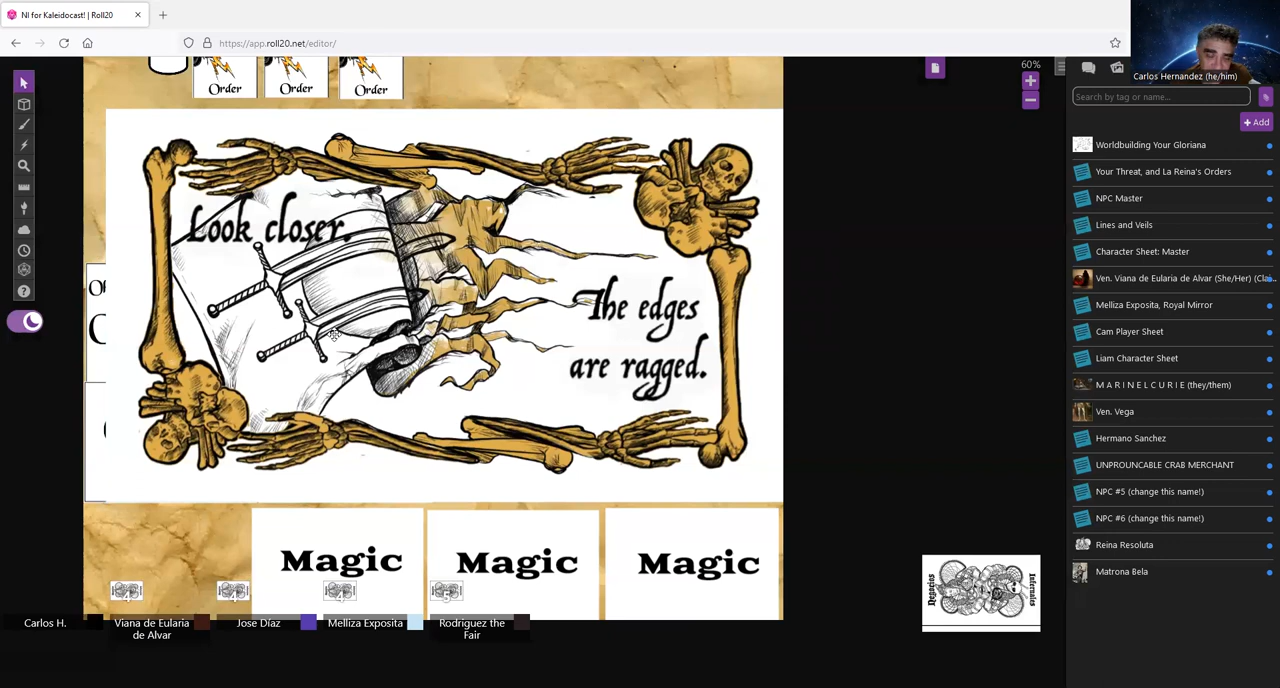 NI for Kaleidocast! | Roll20
https://app.roll20.net/editor/
Carlos Hernandez (he/him)
60%
Search by tag or name...
+ Add
Order
Order
Order
Look closer.
The edges
are ragged.
Magic
Magic
Magic
Carlos H.
Viana de Eularia
de Alvar
Jose Díaz
Melliza Exposita
Rodriguez the
Fair
Negocios
Infernales
Worldbuilding Your Gloriana
Your Threat, and La Reina's Orders
NPC Master
Lines and Veils
Character Sheet: Master
Ven. Viana de Eularia de Alvar (She/Her) (Cla...
Melliza Exposita, Royal Mirror
Cam Player Sheet
Liam Character Sheet
M A R I N E L C U R I E (they/them)
Ven. Vega
Hermano Sanchez
UNPROUNCABLE CRAB MERCHANT
NPC #5 (change this name!)
NPC #6 (change this name!)
Reina Resoluta
Matrona Bela